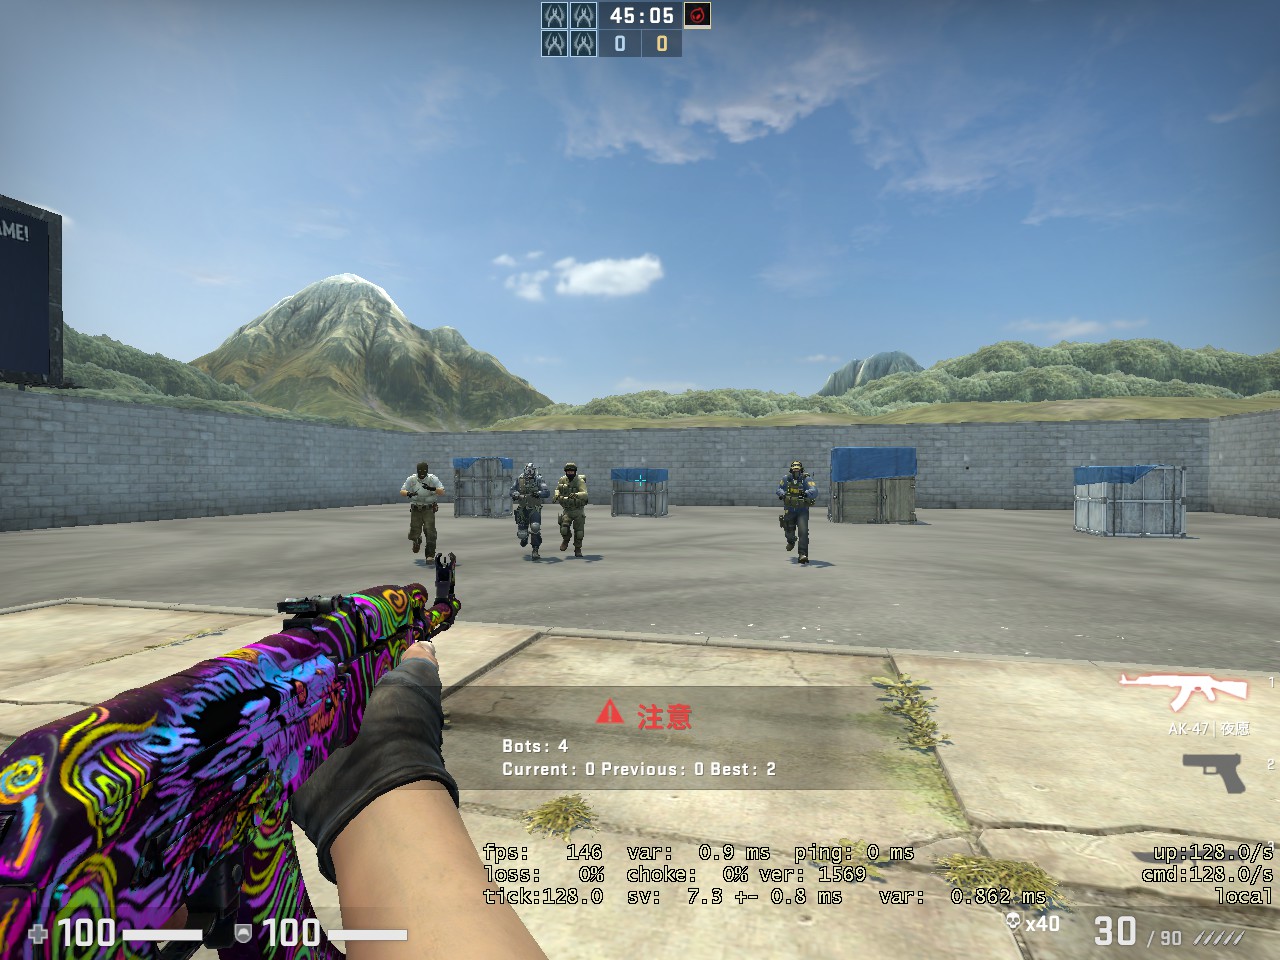 45:05
0 0
AME!
注意
Bots: 4
Current: 0 Previous: 0 Best: 2
1
AK-47 | 夜愿
2
fps: 146 var: 0.9 ms ping: 0 ms
loss: 0% choke: 0% ver: 1569
tick:128.0 sv: 7.3 +- 0.8 ms var: 0.862 ms
up:128.0/s
cmd:128.0/s
local
100 100
x40
30 / 90